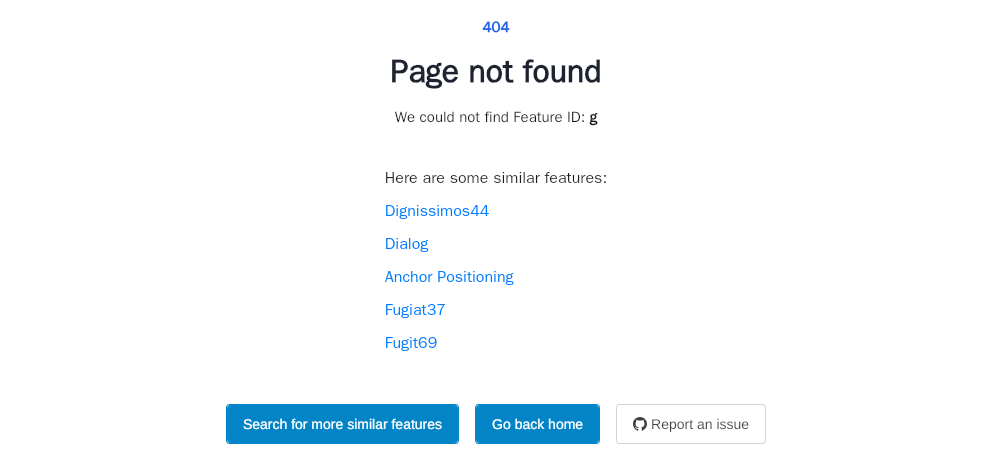 404
Page not found
We could not find Feature ID: g
Here are some similar features:
Dignissimos44
Dialog
Anchor Positioning
Fugiat37
Fugit69
Search for more similar features
Go back home
Report an issue